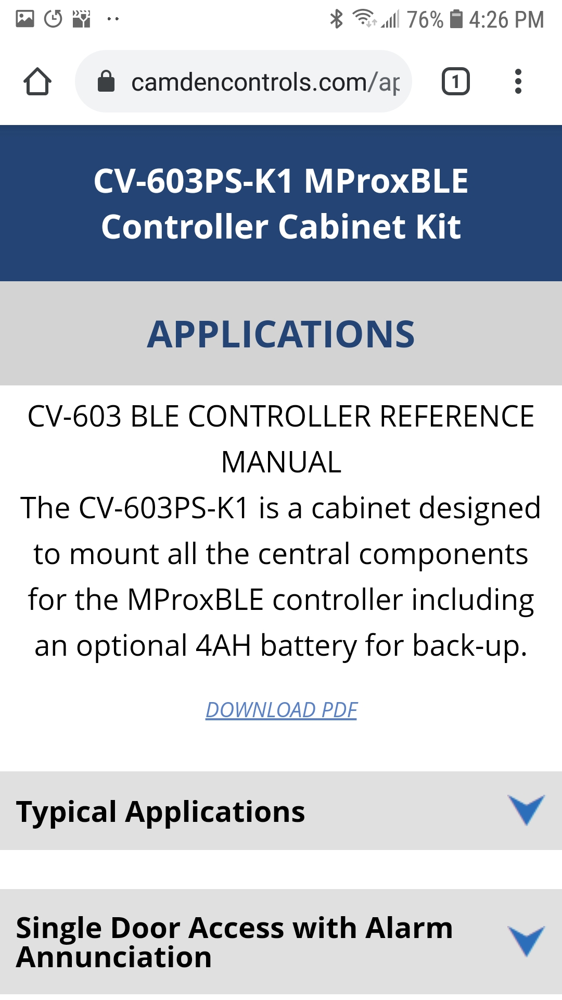 76% 4:26 PM
camdencontrols.com/ap
1
CV-603PS-K1 MProxBLE
Controller Cabinet Kit
APPLICATIONS
CV-603 BLE CONTROLLER REFERENCE
MANUAL
The CV-603PS-K1 is a cabinet designed
to mount all the central components
for the MProxBLE controller including
an optional 4AH battery for back-up.
DOWNLOAD PDF
Typical Applications
Single Door Access with Alarm
Annunciation